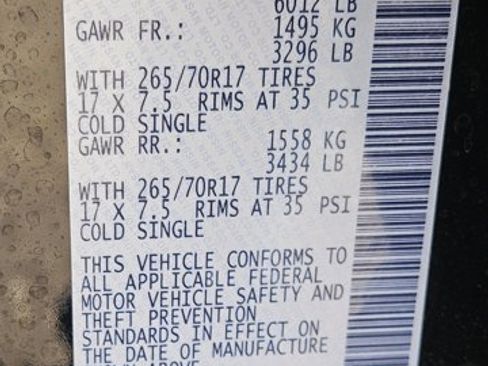 6012 LB
GAWR FR.: 1495 KG
3296 LB
WITH 265/70R17 TIRES
17 X 7.5 RIMS AT 35 PSI
COLD SINGLE
GAWR RR.: 1558 KG
3434 LB
WITH 265/70R17 TIRES
17 X 7.5 RIMS AT 35 PSI
COLD SINGLE
THIS VEHICLE CONFORMS TO
ALL APPLICABLE FEDERAL
MOTOR VEHICLE SAFETY AND
THEFT PREVENTION
STANDARDS IN EFFECT ON
THE DATE OF MANUFACTURE